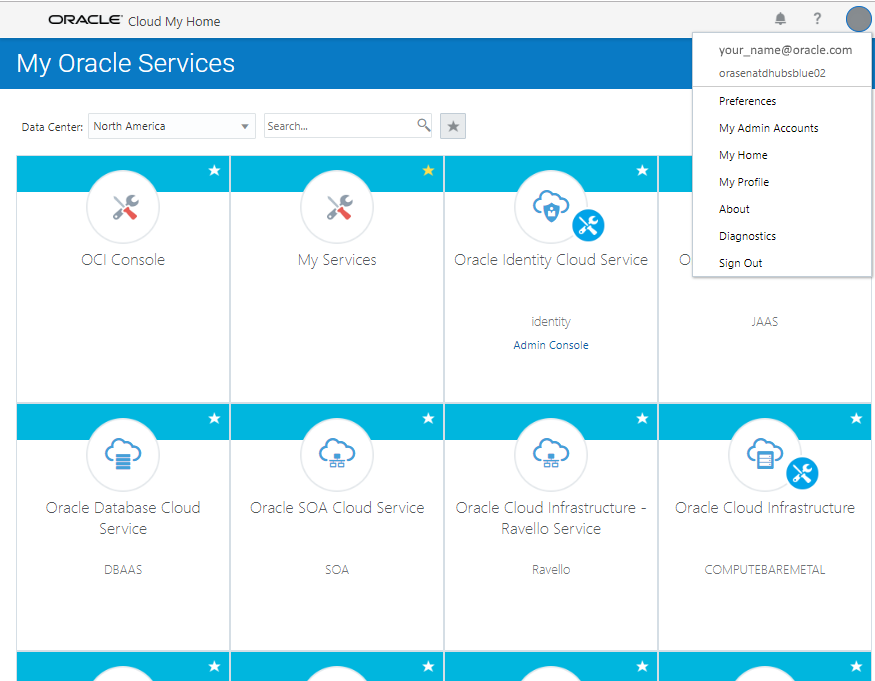 ORACLE Cloud My Home
?
your_name@oracle.com
orasenatdhubsblue02
Preferences
My Admin Accounts
My Home
My Profile
About
Diagnostics
Sign Out
My Oracle Services
Data Center: North America Search...
OCI Console
My Services
Oracle Identity Cloud Service
identity
Admin Console
O
JAAS
Oracle Database Cloud
Service
DBAAS
Oracle SOA Cloud Service
SOA
Oracle Cloud Infrastructure -
Ravello Service
Ravello
Oracle Cloud Infrastructure
COMPUTEBAREMETAL